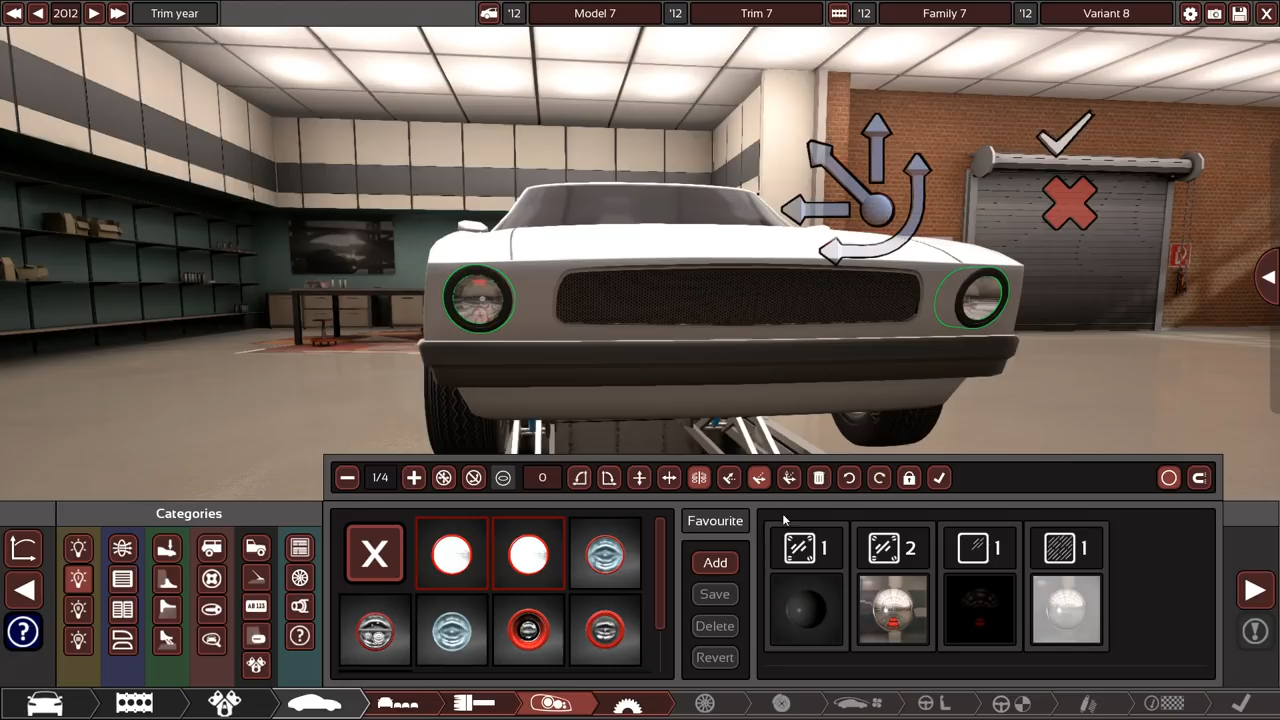 2012 Trim year '12 Model 7 '12 Trim 7 '12 Family 7 '12 Variant 8
1/4 0
Categories
Favourite
Add
Save
Delete
Revert
X
1 2 1 1
AB 123
? ?